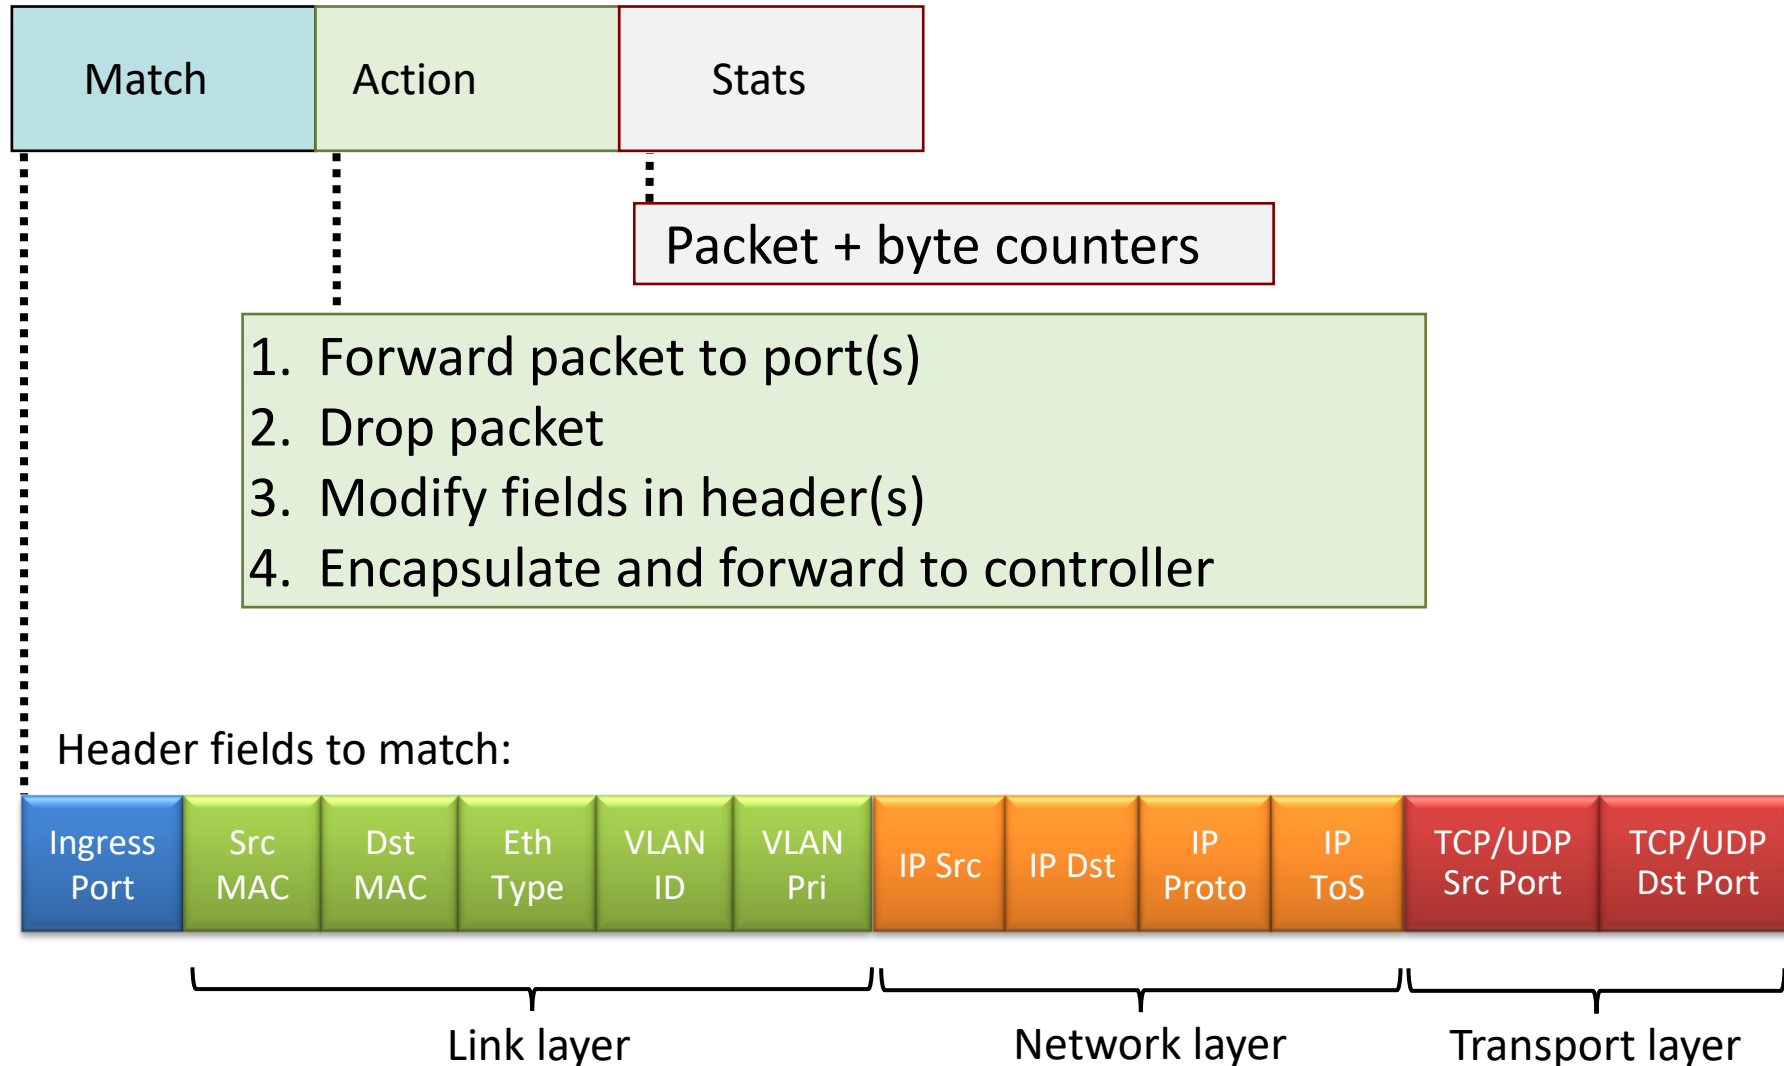 Match
Action
Stats
Packet + byte counters
1. Forward packet to port(s)
2. Drop packet
3. Modify fields in header(s)
4. Encapsulate and forward to controller
Header fields to match:
Ingress
Port
Src
MAC
Dst
MAC
Eth
Type
VLAN
ID
VLAN
Pri
IP Src
IP Dst
IP
Proto
IP
ToS
TCP/UDP
Src Port
TCP/UDP
Dst Port
Link layer
Network layer
Transport layer